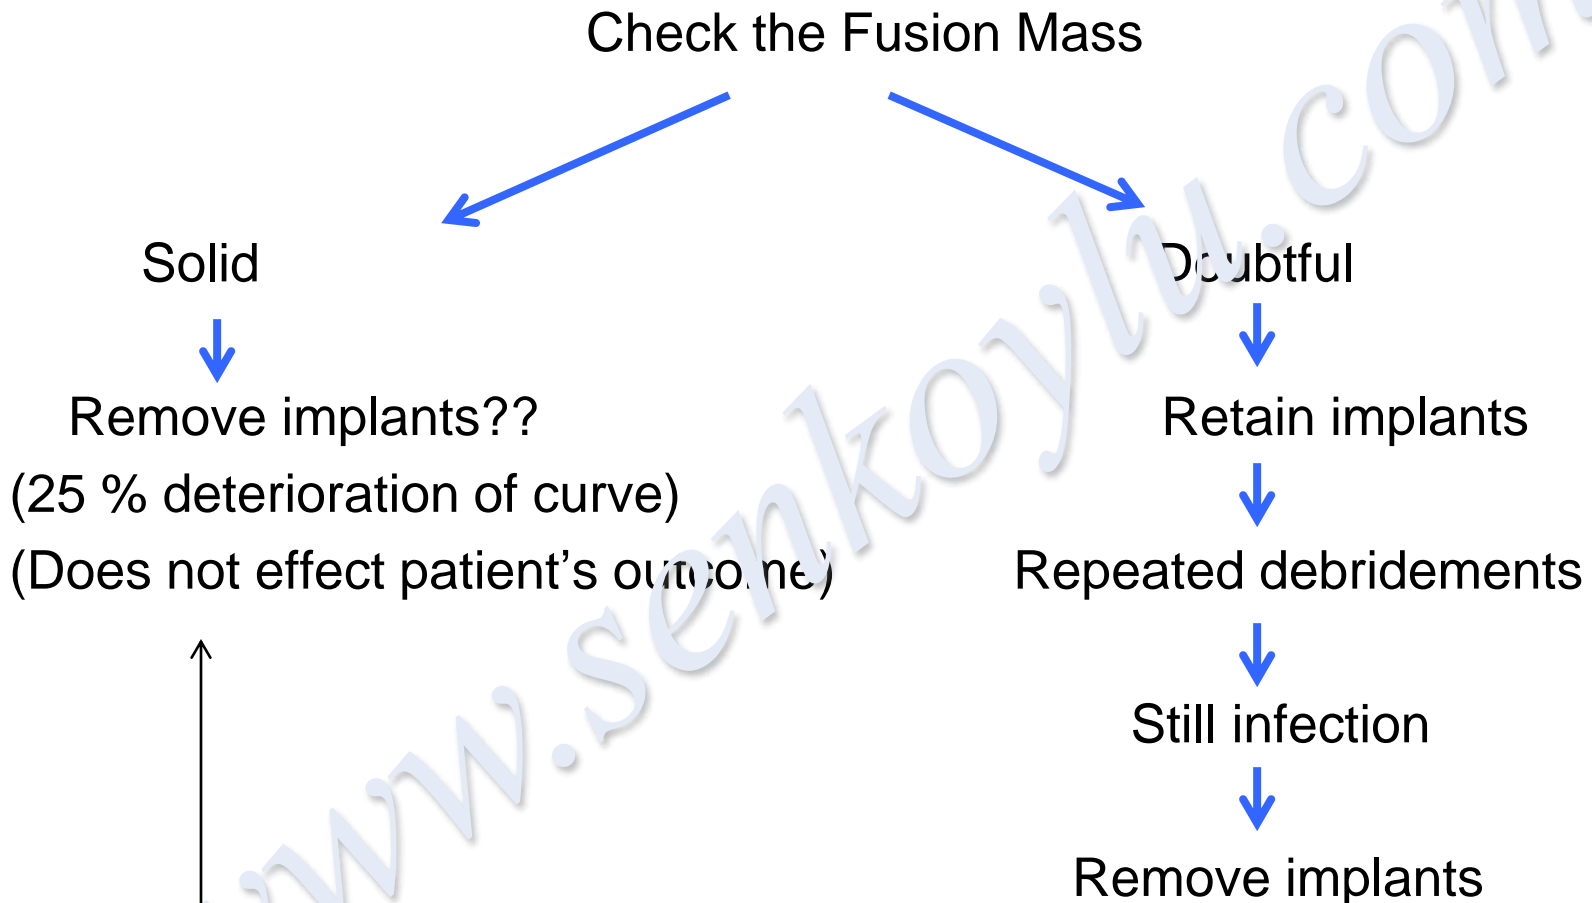 Check the Fusion Mass
Solid
Doubtful
Remove implants??
Retain implants
(25 % deterioration of curve)
(Does not effect patient's outcome)
Repeated debridements
Still infection
Remove implants
www.senkoylu.com